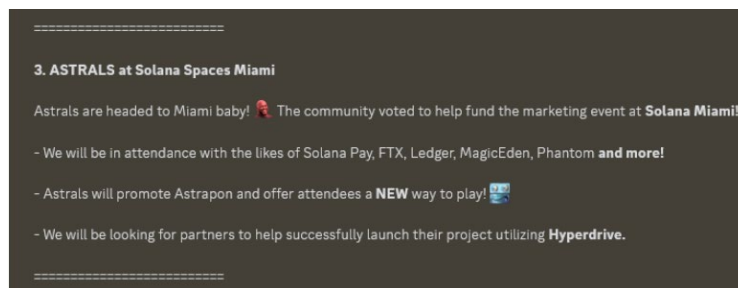 ==========================
3. ASTRALS at Solana Spaces Miami
Astrals are headed to Miami baby! The community voted to help fund the marketing event at Solana Miami!
- We will be in attendance with the likes of Solana Pay, FTX, Ledger, MagicEden, Phantom and more!
- Astrals will promote Astrapon and offer attendees a NEW way to play!
- We will be looking for partners to help successfully launch their project utilizing Hyperdrive.
==========================